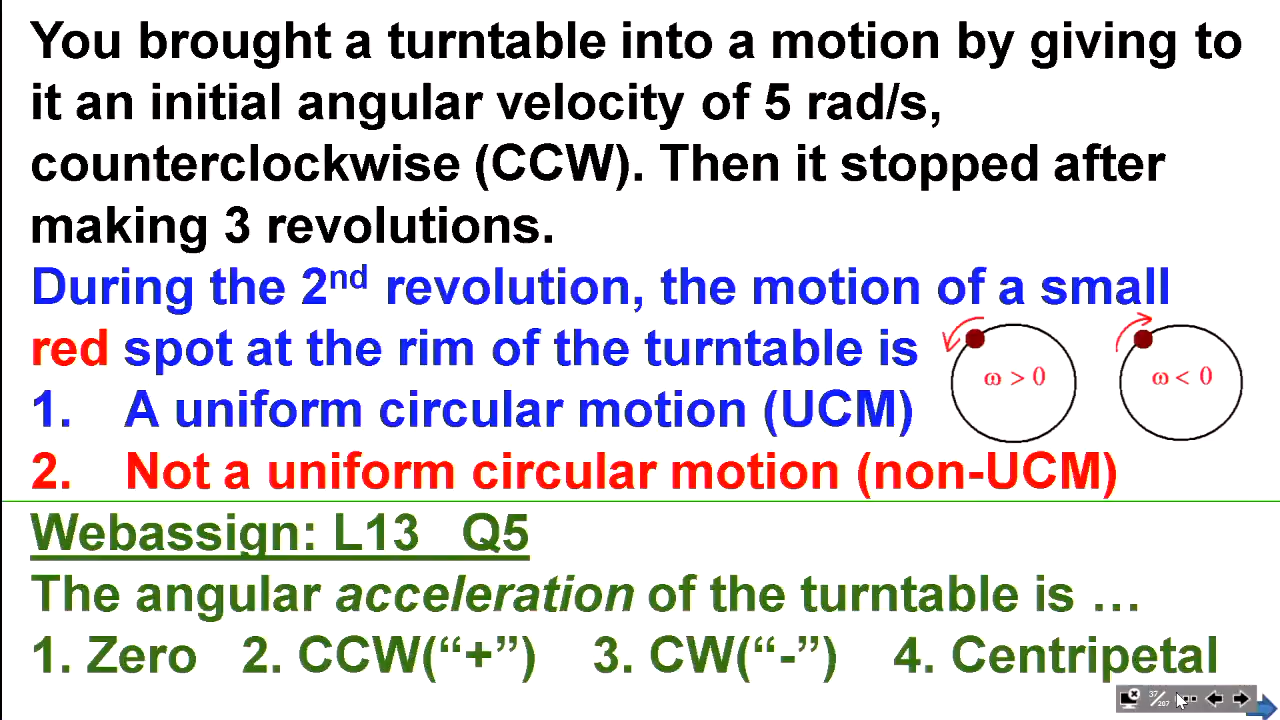 You brought a turntable into a motion by giving to
it an initial angular velocity of 5 rad/s,
counterclockwise (CCW). Then it stopped after
making 3 revolutions.
During the 2nd revolution, the motion of a small
red spot at the rim of the turntable is
ω > 0 ω < 0
1. A uniform circular motion (UCM)
2. Not a uniform circular motion (non-UCM)
Webassign: L13 Q5
The angular acceleration of the turntable is …
1. Zero 2. CCW(“+”) 3. CW(“-”) 4. Centripetal
37/207